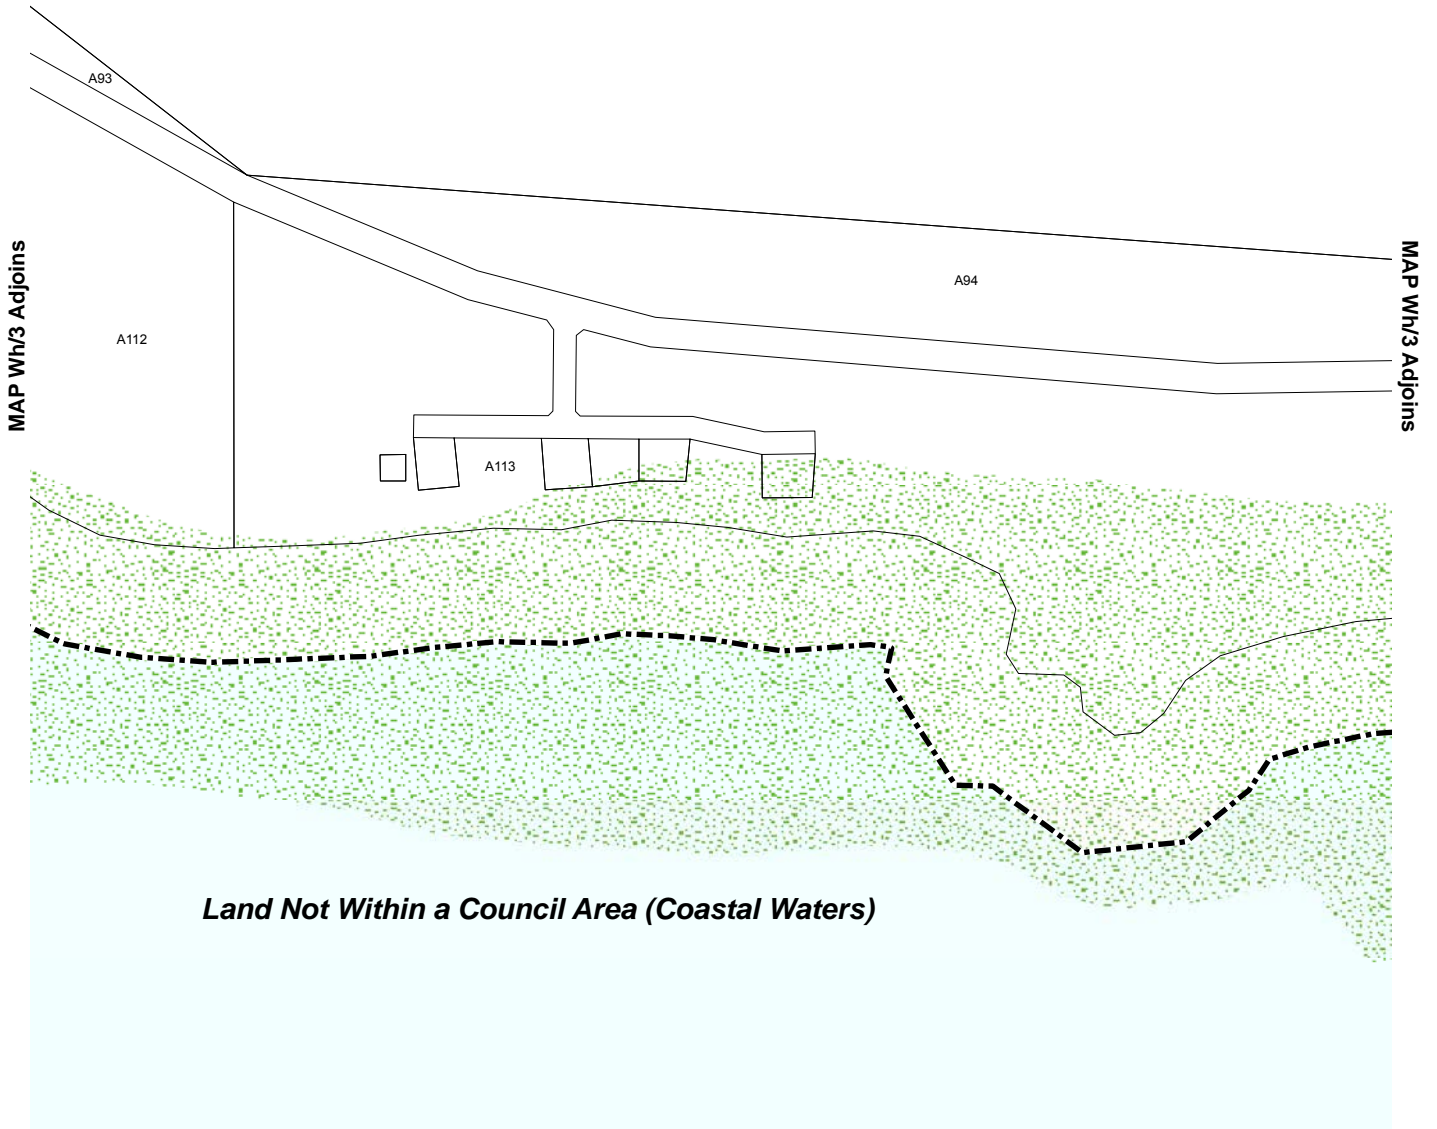 A93
A94
MAP Wh/3 Adjoins
MAP Wh/3 Adjoins
A112
A113
Land Not Within a Council Area (Coastal Waters)